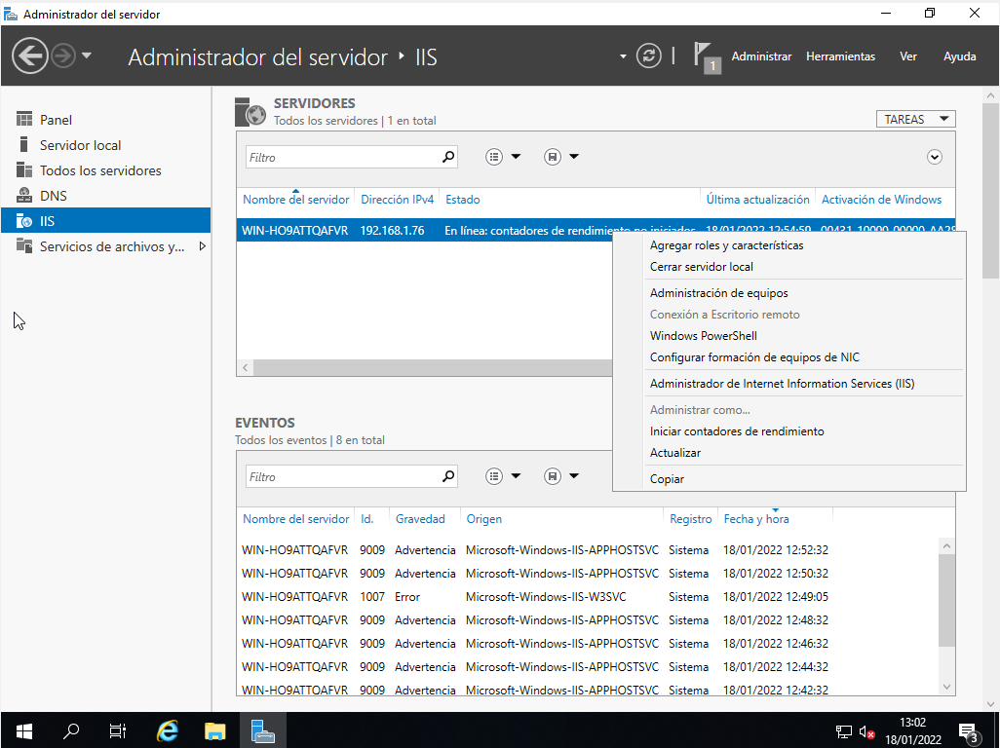 Administrador del servidor
Administrador del servidor ‣ IIS
1
Administrar
Herramientas
Ver
Ayuda
Panel
Servidor local
Todos los servidores
DNS
IIS
Servicios de archivos y...
SERVIDORES
Todos los servidores | 1 en total
TAREAS
Filtro
Nombre del servidor Dirección IPv4 Estado Última actualización Activación de Windows
WIN-HO9ATTQAFVR 192.168.1.76 En línea: contadores de rendimiento no iniciados 18/01/2022 12:54:59 00431-10000-00000-AA28
Agregar roles y características
Cerrar servidor local
Administración de equipos
Conexión a Escritorio remoto
Windows PowerShell
Configurar formación de equipos de NIC
Administrador de Internet Information Services (IIS)
Administrar como...
Iniciar contadores de rendimiento
Actualizar
Copiar
EVENTOS
Todos los eventos | 8 en total
Filtro
Nombre del servidor Id. Gravedad Origen Registro Fecha y hora
WIN-HO9ATTQAFVR 9009 Advertencia Microsoft-Windows-IIS-APPHOSTSVC Sistema 18/01/2022 12:52:32
WIN-HO9ATTQAFVR 9009 Advertencia Microsoft-Windows-IIS-APPHOSTSVC Sistema 18/01/2022 12:50:32
WIN-HO9ATTQAFVR 1007 Error Microsoft-Windows-IIS-W3SVC Sistema 18/01/2022 12:49:05
WIN-HO9ATTQAFVR 9009 Advertencia Microsoft-Windows-IIS-APPHOSTSVC Sistema 18/01/2022 12:48:32
WIN-HO9ATTQAFVR 9009 Advertencia Microsoft-Windows-IIS-APPHOSTSVC Sistema 18/01/2022 12:46:32
WIN-HO9ATTQAFVR 9009 Advertencia Microsoft-Windows-IIS-APPHOSTSVC Sistema 18/01/2022 12:44:32
WIN-HO9ATTQAFVR 9009 Advertencia Microsoft-Windows-IIS-APPHOSTSVC Sistema 18/01/2022 12:42:32
13:02
18/01/2022
3